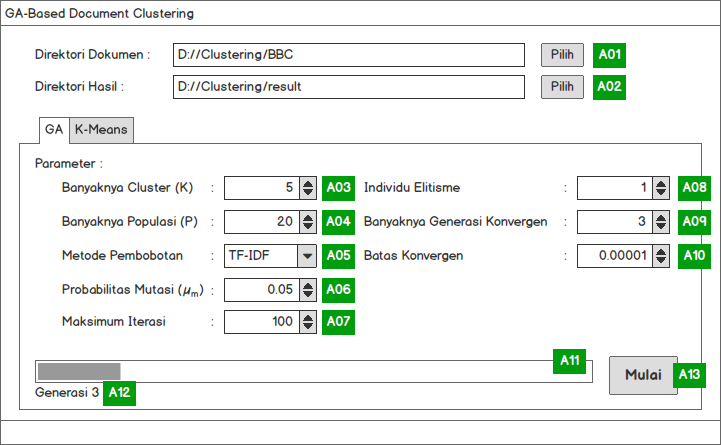 GA-Based Document Clustering
Direktori Dokumen : D://Clustering/BBC Pilih A01
Direktori Hasil : D://Clustering/result Pilih A02
GA K-Means
Parameter :
Banyaknya Cluster (K) : 5 A03 Individu Elitisme : 1 A08
Banyaknya Populasi (P) : 20 A04 Banyaknya Generasi Konvergen : 3 A09
Metode Pembobotan : TF-IDF A05 Batas Konvergen : 0.00001 A10
Probabilitas Mutasi (μm) : 0.05 A06
Maksimum Iterasi : 100 A07
A11
Mulai A13
Generasi 3 A12